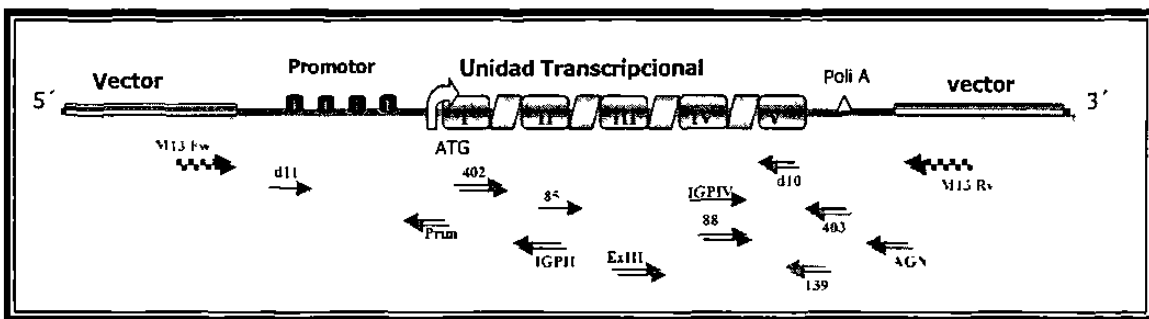 Vector
Promotor
Unidad Transcripcional
Poli A
vector
5´
3´
I
II
III
IV
V
ATG
M13 Fw
d11
402
85
IGPIV
d10
M13 Rv
Prim
IGPII
88
403
ExIII
139
AGN